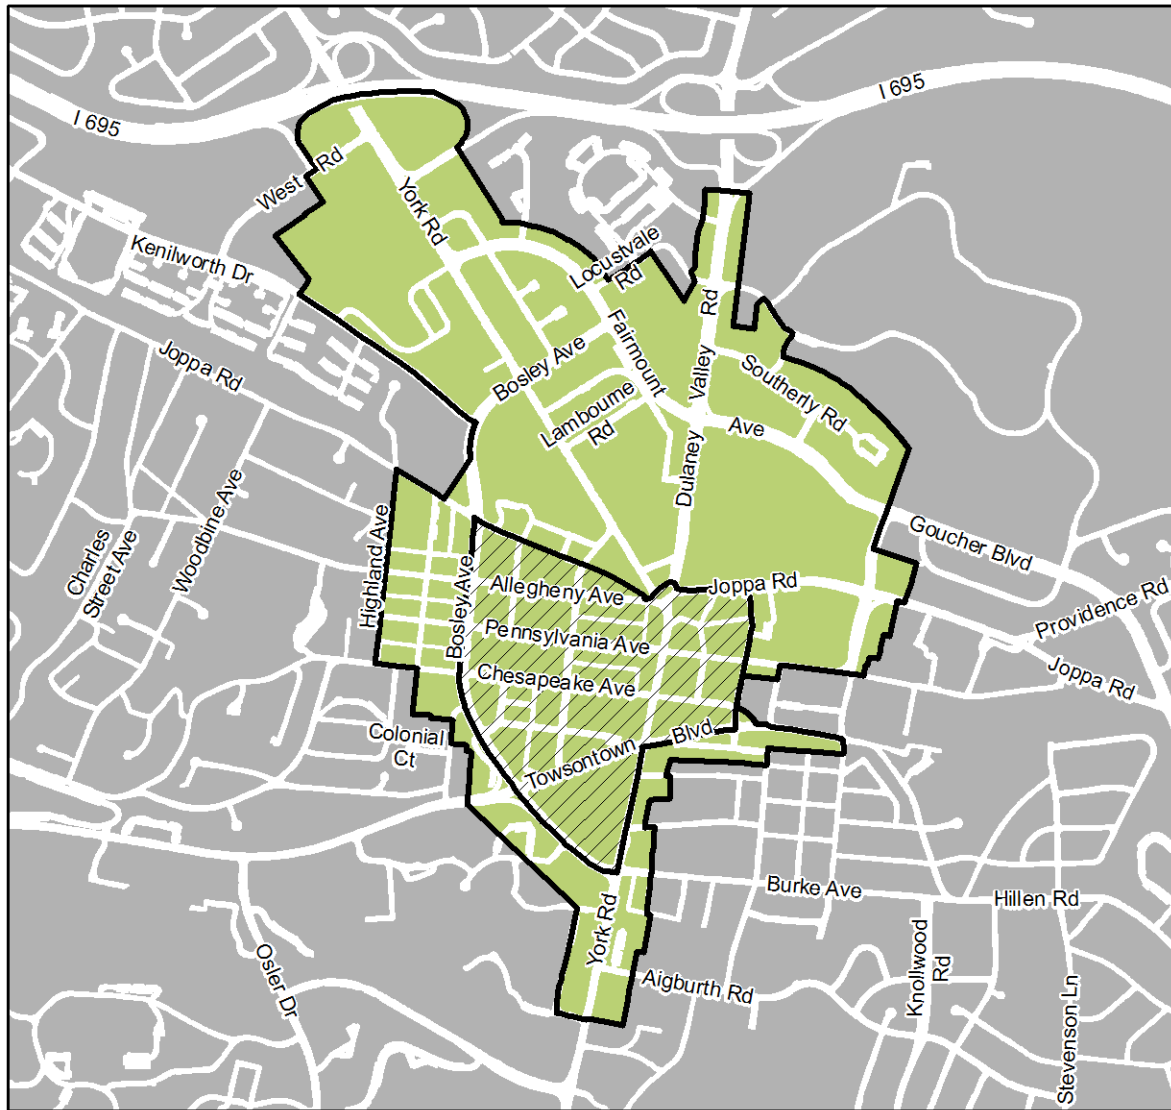 I 695
I 695
West Rd
York Rd
Kenilworth Dr
Locustvale
Rd
Joppa Rd
Bosley Ave
Fairmount
Ave
Dulaney Valley Rd
Southerly Rd
Lambourne
Rd
Charles
Street Ave
Woodbine Ave
Highland Ave
Bosley Ave
Allegheny Ave
Joppa Rd
Goucher Blvd
Providence Rd
Pennsylvania Ave
Joppa Rd
Chesapeake Ave
Colonial
Ct
Towsontown Blvd
Burke Ave
Hillen Rd
York Rd
Knollwood
Rd
Osler Dr
Aigburth Rd
Stevenson Ln